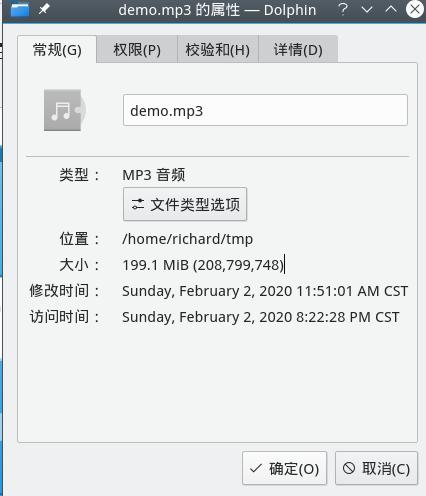 demo.mp3 的属性 — Dolphin
常规(G) 权限(P) 校验和(H) 详情(D)
demo.mp3
类型： MP3 音频
文件类型选项
位置： /home/richard/tmp
大小： 199.1 MiB (208,799,748)
修改时间： Sunday, February 2, 2020 11:51:01 AM CST
访问时间： Sunday, February 2, 2020 8:22:28 PM CST
确定(O) 取消(C)